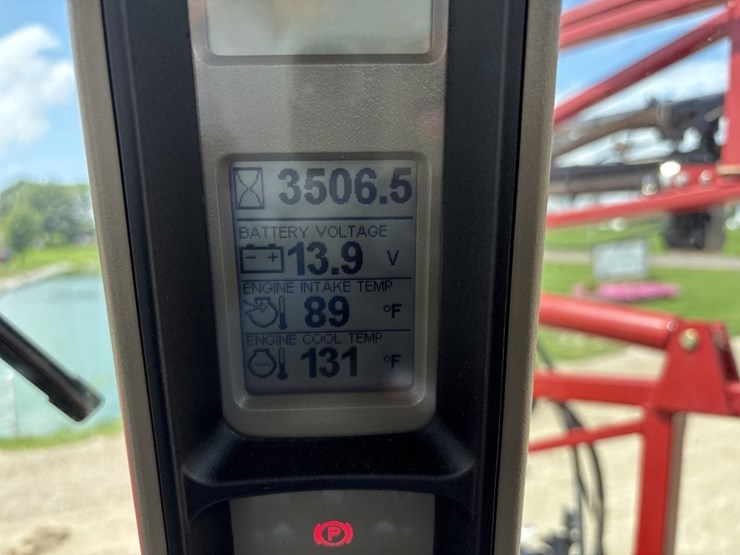 3506.5
BATTERY VOLTAGE
- + 13.9 V
ENGINE INTAKE TEMP
89 °F
ENGINE COOL TEMP
131 °F
P